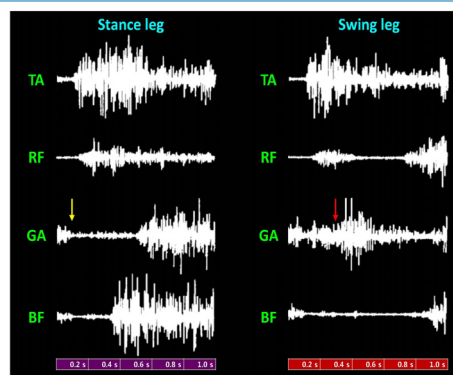 Stance leg Swing leg
TA TA
RF RF
GA GA
BF BF
0.2 s 0.4 s 0.6 s 0.8 s 1.0 s 0.2 s 0.4 s 0.6 s 0.8 s 1.0 s